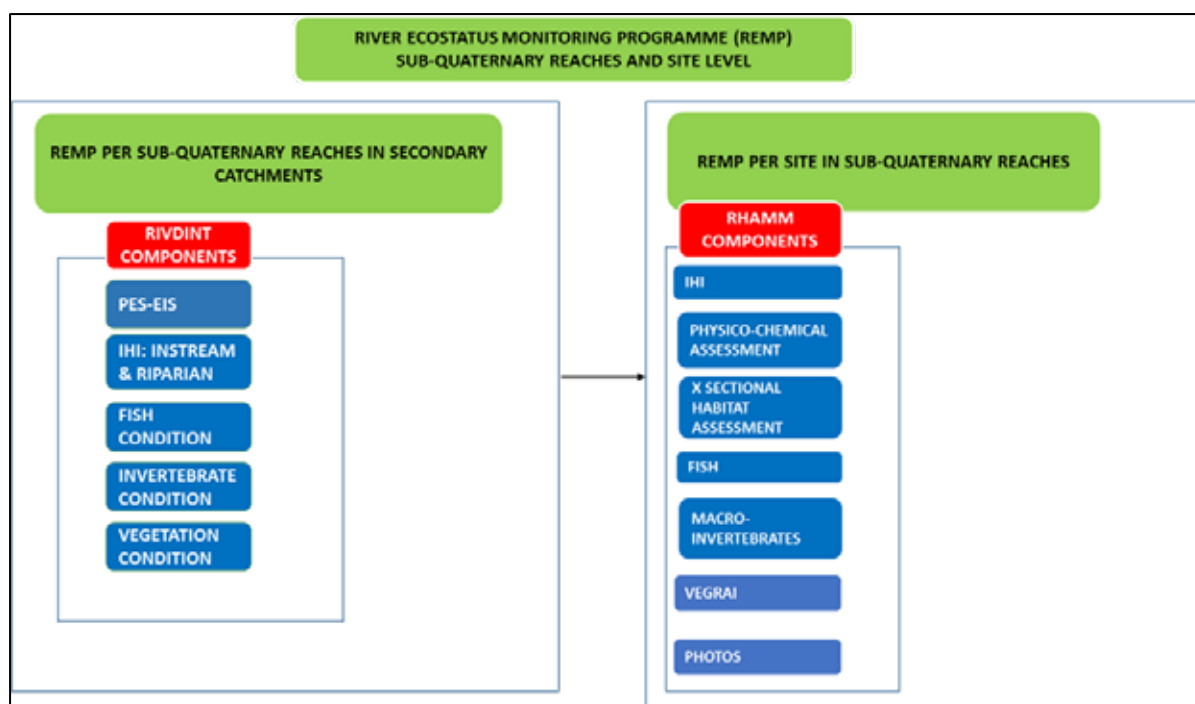 RIVER ECOSTATUS MONITORING PROGRAMME (REMP)
SUB-QUATERNARY REACHES AND SITE LEVEL
REMP PER SUB-QUATERNARY REACHES IN SECONDARY
CATCHMENTS
RIVDINT
COMPONENTS
PES-EIS
IHI: INSTREAM
& RIPARIAN
FISH
CONDITION
INVERTEBRATE
CONDITION
VEGETATION
CONDITION
REMP PER SITE IN SUB-QUATERNARY REACHES
RHAMM
COMPONENTS
IHI
PHYSICO-CHEMICAL
ASSESSMENT
X SECTIONAL
HABITAT
ASSESSMENT
FISH
MACRO-
INVERTEBRATES
VEGRAI
PHOTOS